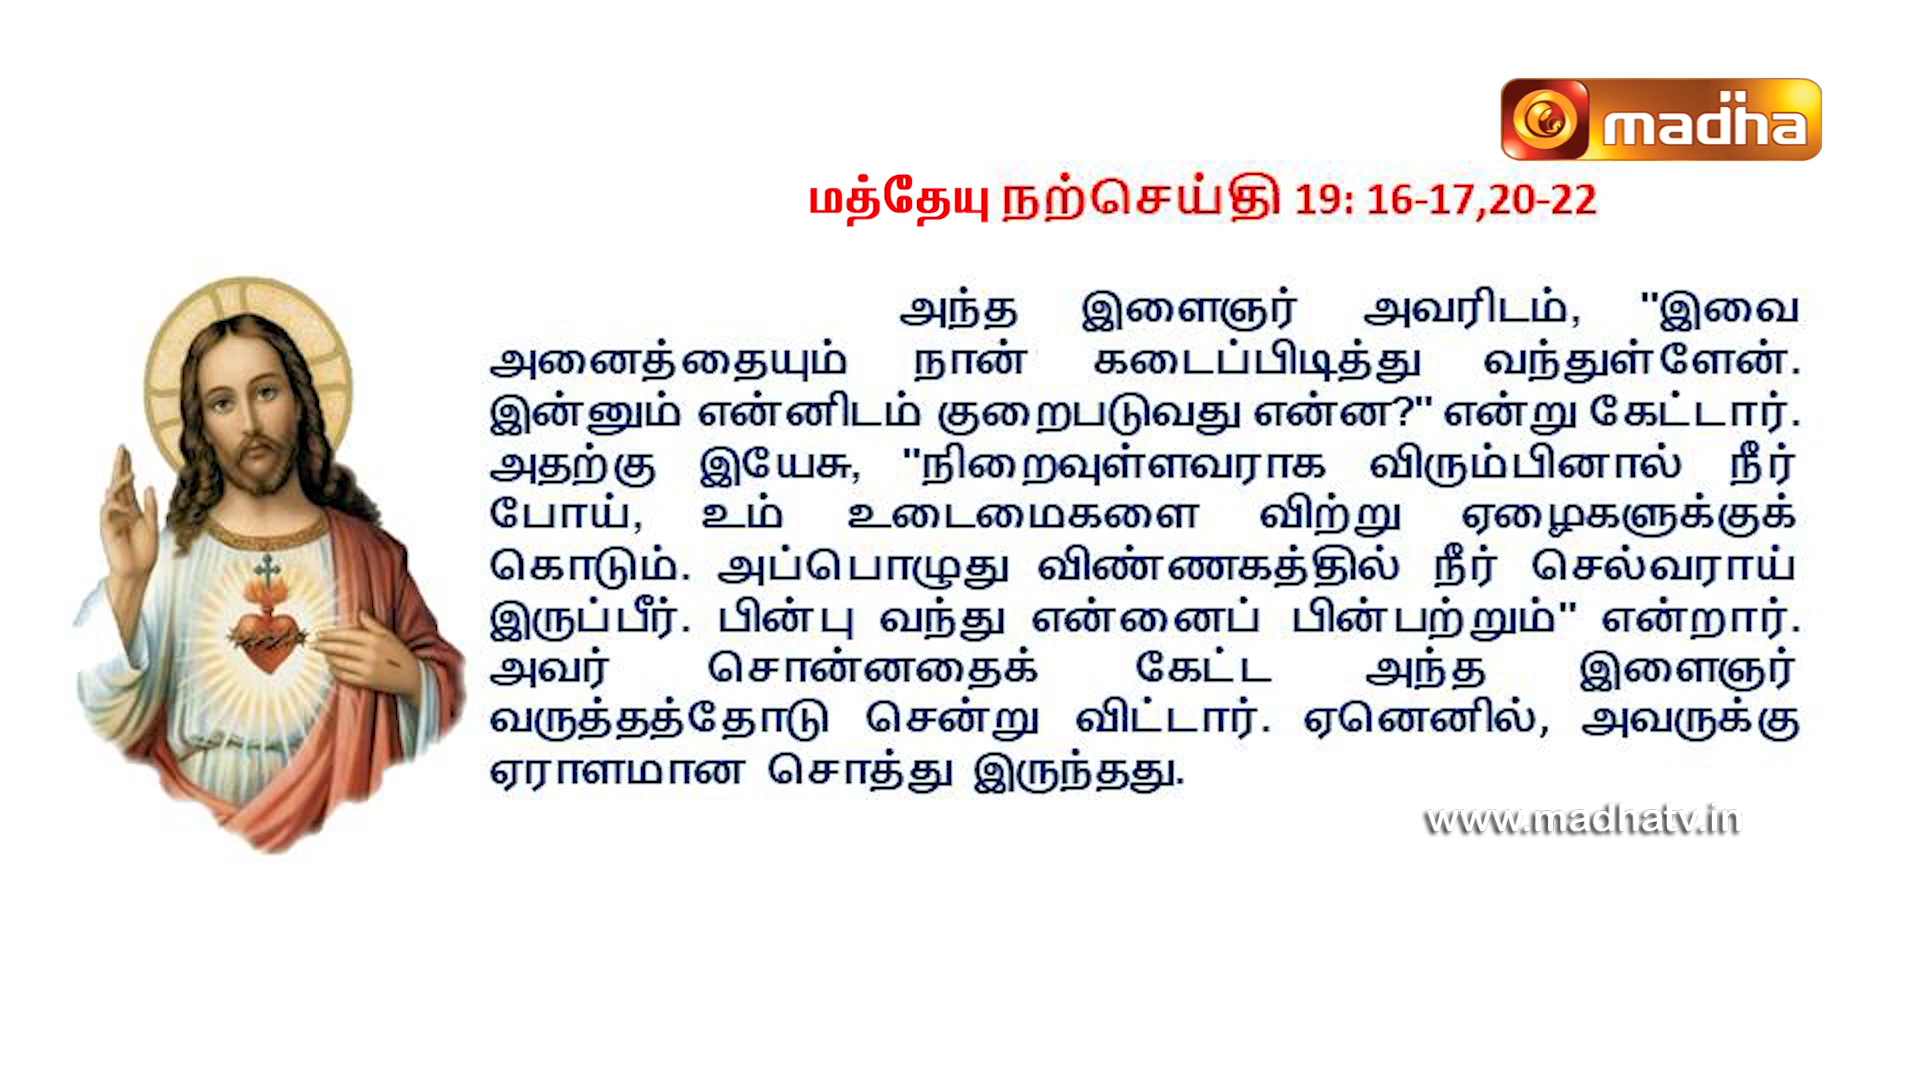 madha
மத்தேயு நற்செய்தி 19: 16-17,20-22
அந்த இளைஞர் அவரிடம், "இவை
அனைத்தையும் நான் கடைப்பிடித்து வந்துள்ளேன்.
இன்னும் என்னிடம் குறைபடுவது என்ன?" என்று கேட்டார்.
அதற்கு இயேசு, "நிறைவுள்ளவராக விரும்பினால் நீர்
போய், உம் உடைமைகளை விற்று ஏழைகளுக்குக்
கொடும். அப்பொழுது விண்ணகத்தில் நீர் செல்வராய்
இருப்பீர். பின்பு வந்து என்னைப் பின்பற்றும்" என்றார்.
அவர் சொன்னதைக் கேட்ட அந்த இளைஞர்
வருத்தத்தோடு சென்று விட்டார். ஏனெனில், அவருக்கு
ஏராளமான சொத்து இருந்தது.
www.madhatv.in